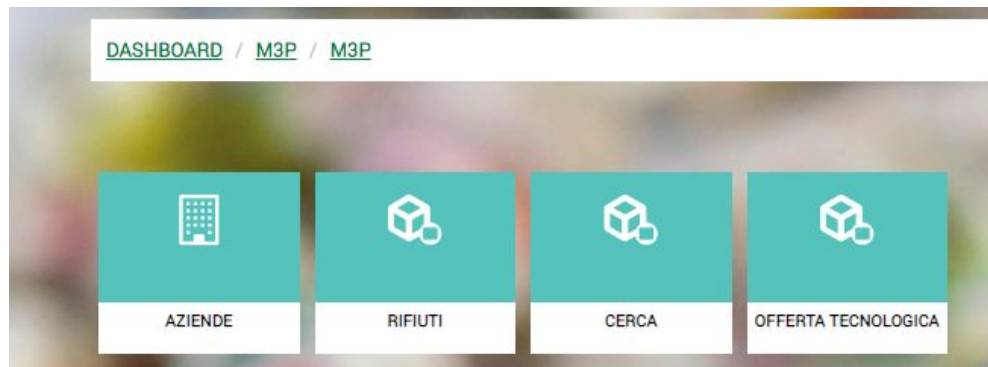 DASHBOARD / M3P / M3P
AZIENDE
RIFIUTI
CERCA
OFFERTA TECNOLOGICA